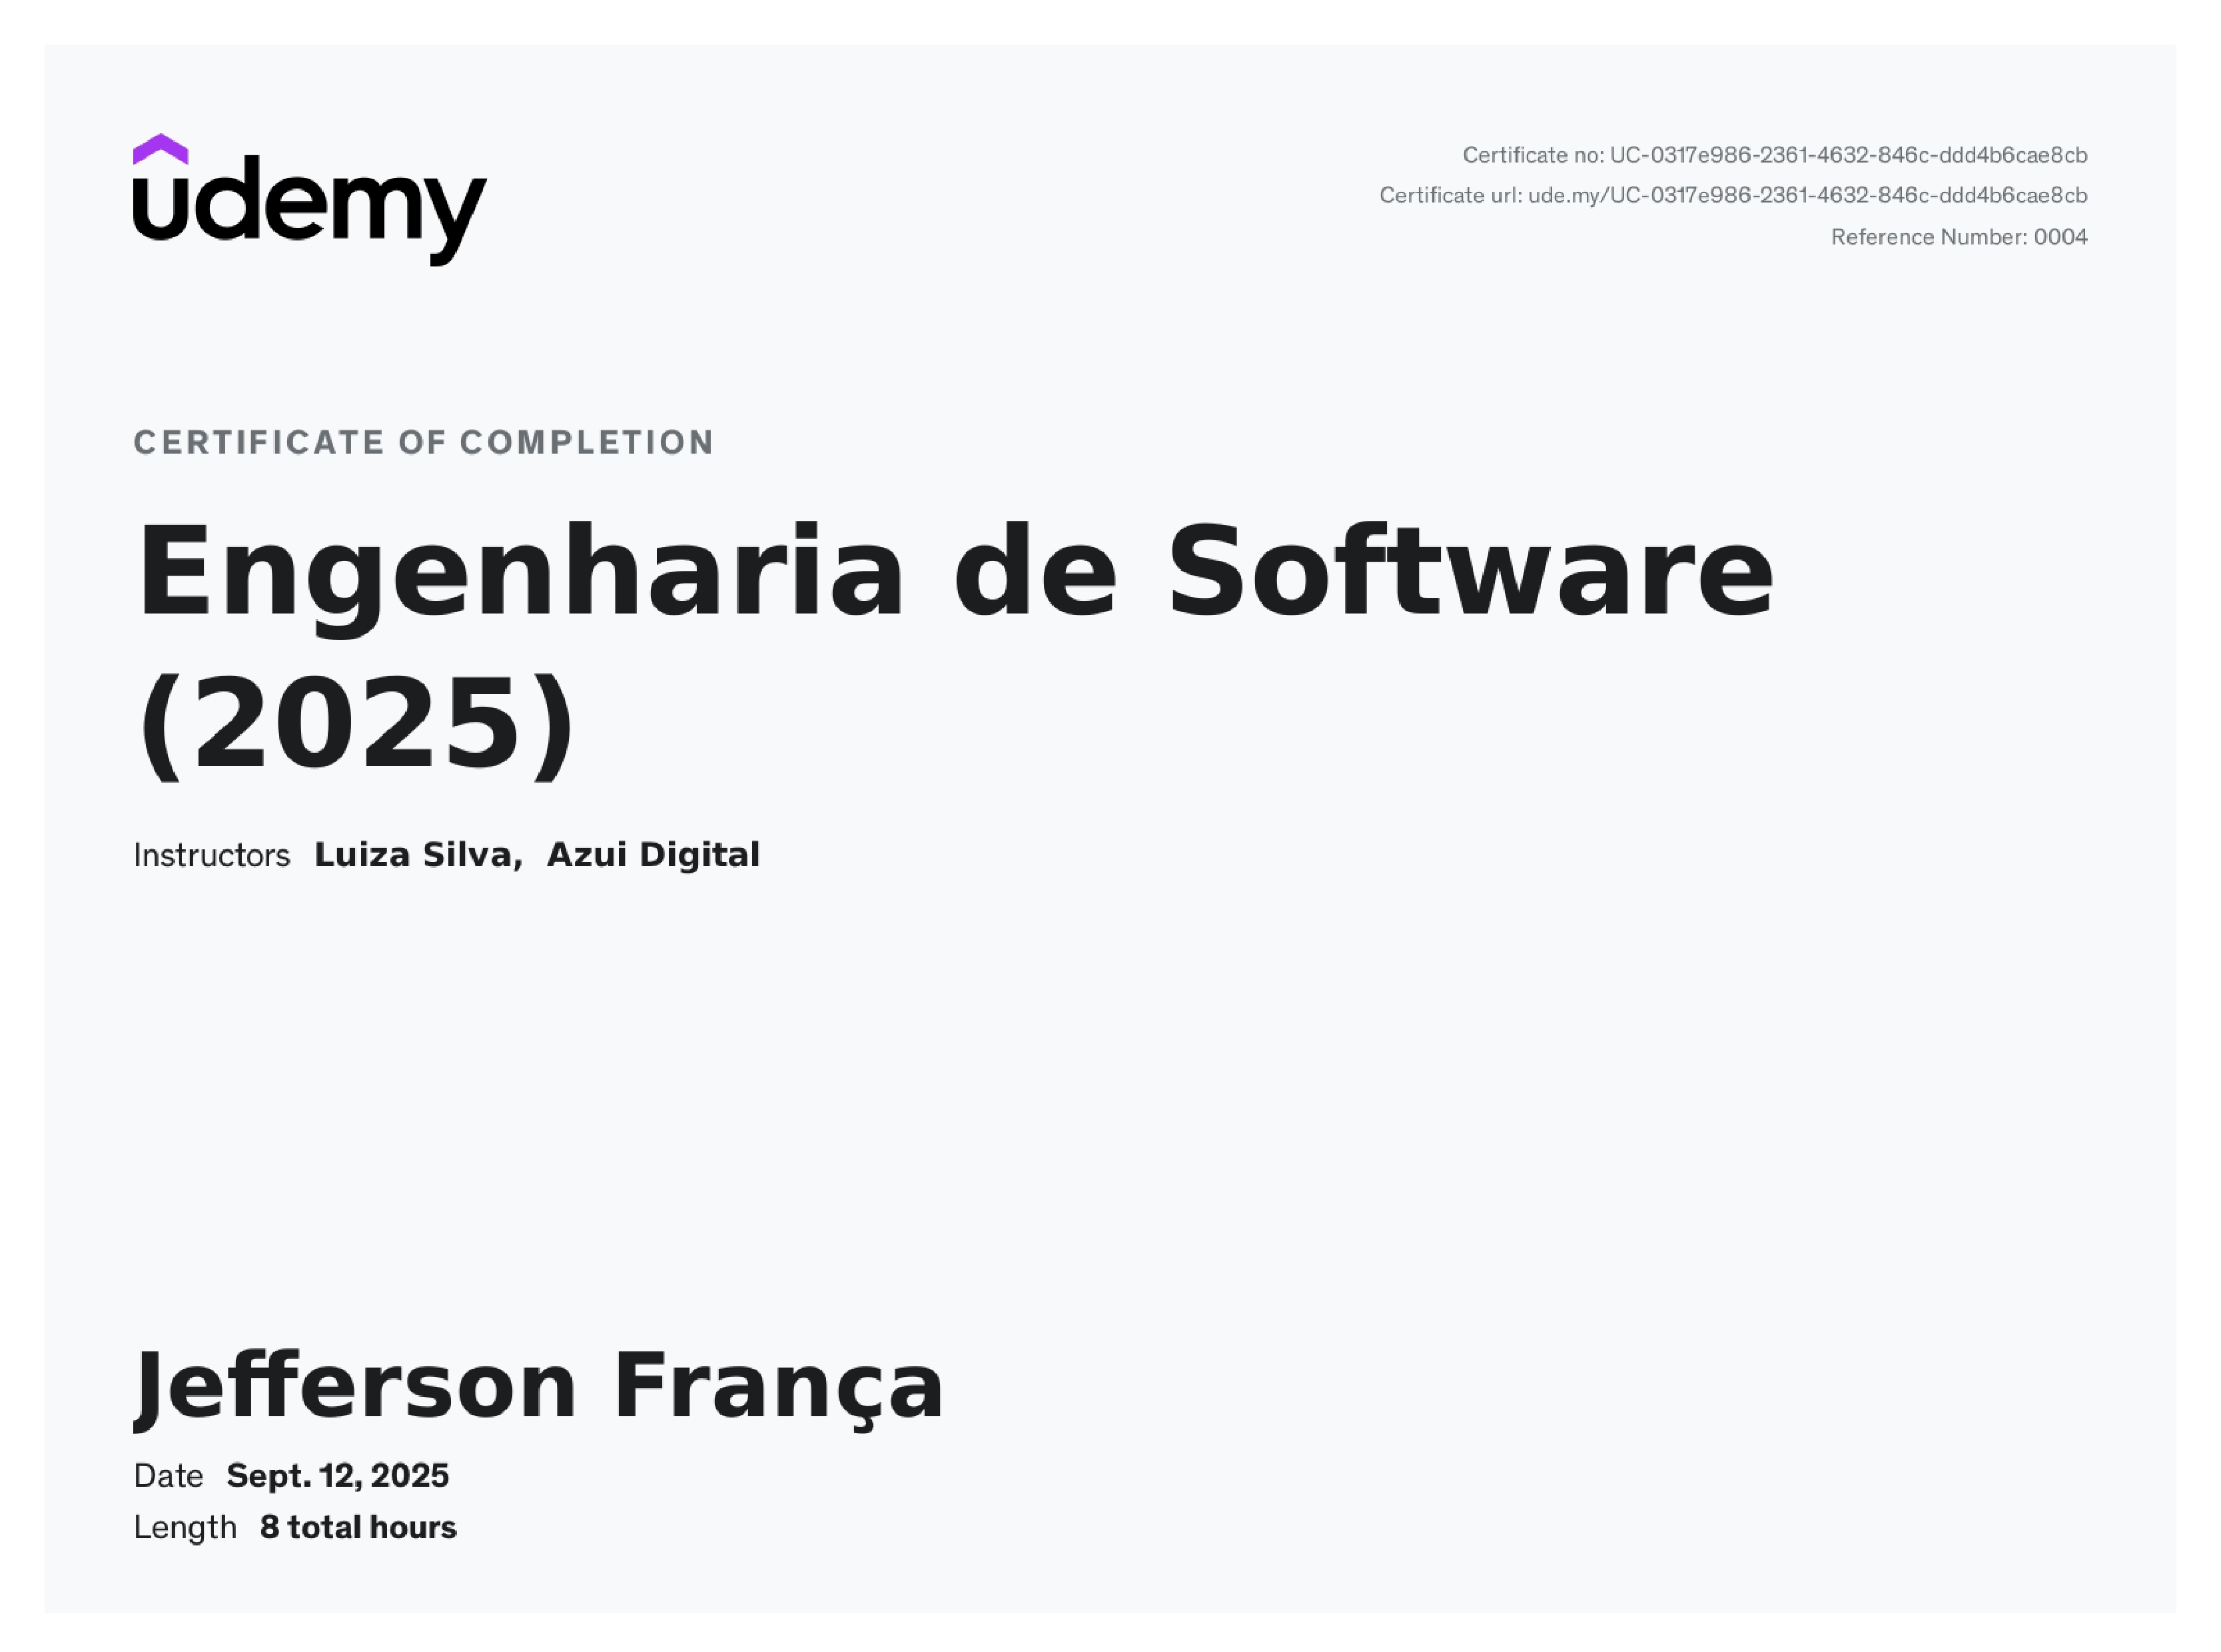 udemy
Certificate no: UC-0317e986-2361-4632-846c-ddd4b6cae8cb
Certificate url: ude.my/UC-0317e986-2361-4632-846c-ddd4b6cae8cb
Reference Number: 0004
CERTIFICATE OF COMPLETION
Engenharia de Software
(2025)
Instructors Luiza Silva, Azui Digital
Jefferson França
Date Sept. 12, 2025
Length 8 total hours